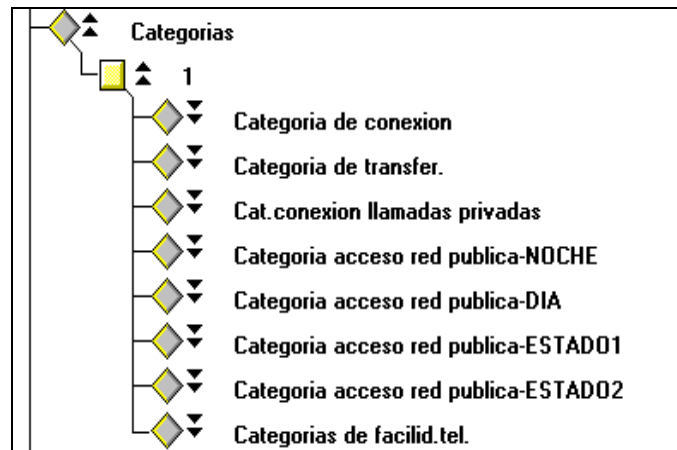 Categorias
1
Categoria de conexion
Categoria de transfer.
Cat.conexion llamadas privadas
Categoria acceso red publica-NOCHE
Categoria acceso red publica-DIA
Categoria acceso red publica-ESTADO1
Categoria acceso red publica-ESTADO2
Categorias de facilid.tel.